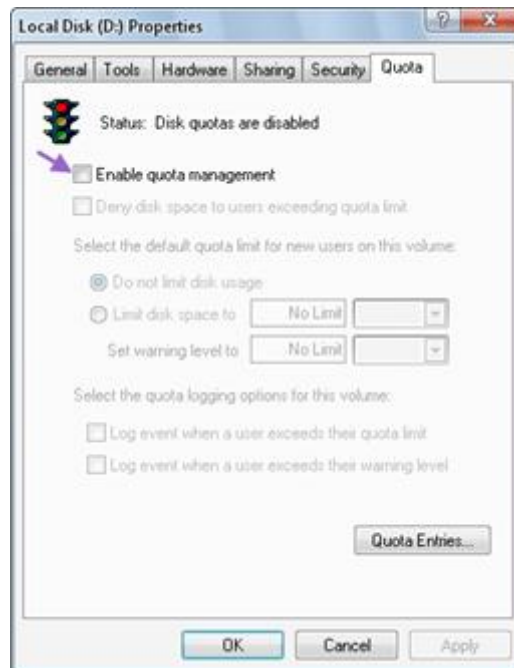 Local Disk (D:) Properties
General Tools Hardware Sharing Security Quota
Status: Disk quotas are disabled
Enable quota management
Deny disk space to users exceeding quota limit
Select the default quota limit for new users on this volume:
Do not limit disk usage
Limit disk space to No Limit
Set warning level to No Limit
Select the quota logging options for this volume:
Log event when a user exceeds their quota limit
Log event when a user exceeds their warning level
Quota Entries...
OK Cancel Apply